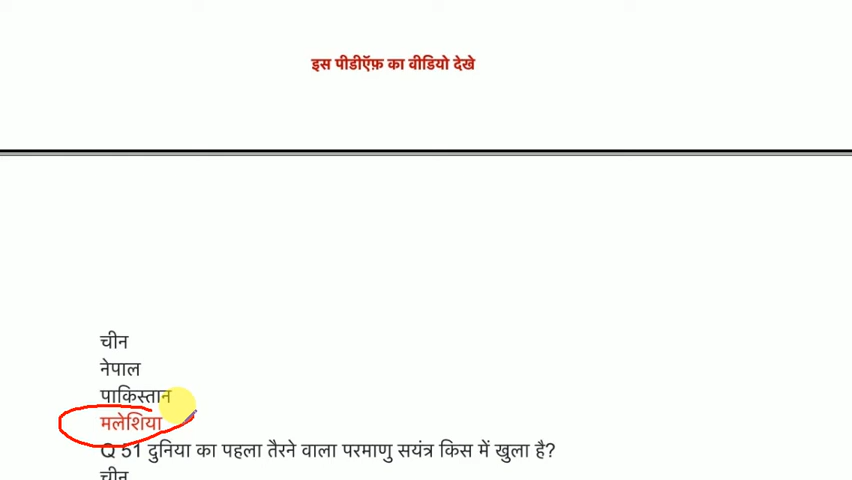 इस पीडीऍफ़ का वीडियो देखे
चीन
नेपाल
पाकिस्तान
मलेशिया
Q 51 दुनिया का पहला तैरने वाला परमाणु सयंत्र किस में खुला है?
चीन